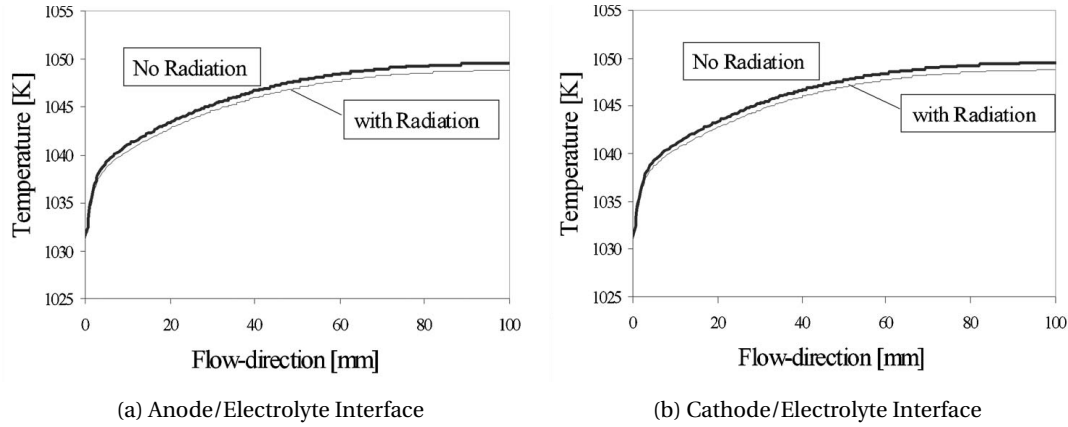 1055
1050
1045
1040
1035
1030
1025
Temperature [K]
No Radiation
with Radiation
0 20 40 60 80 100
Flow-direction [mm]
(a) Anode/Electrolyte Interface
1055
1050
1045
1040
1035
1030
1025
Temperature [K]
No Radiation
with Radiation
0 20 40 60 80 100
Flow-direction [mm]
(b) Cathode/Electrolyte Interface